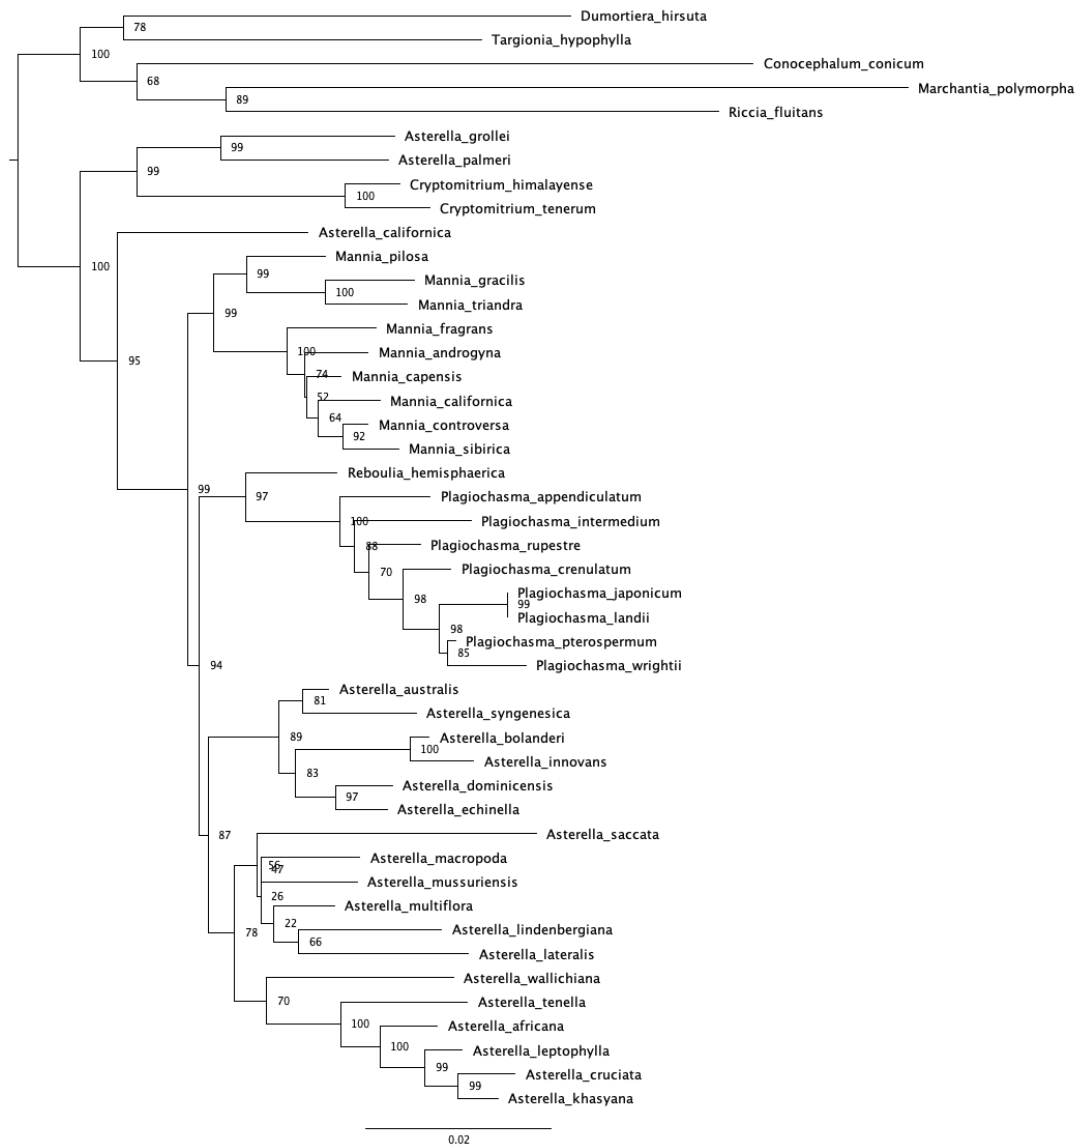 Dumortiera_hirsuta
78
Targionia_hypophylla
100
Conocephalum_conicum
68
Marchantia_polymorpha
89
Riccia_fluitans
Asterella_grollei
99
Asterella_palmeri
99
Cryptomitrium_himalayense
100
Cryptomitrium_tenerum
Asterella_californica
Mannia_pilosa
100
99
Mannia_gracilis
100
Mannia_triandra
99
Mannia_fragrans
100
Mannia_androgyna
95
74
Mannia_capensis
52
Mannia_californica
64
Mannia_controversa
92
Mannia_sibirica
Reboulia_hemisphaerica
99
97
Plagiochasma_appendiculatum
100
Plagiochasma_intermedium
88
Plagiochasma_rupestre
70
Plagiochasma_crenulatum
98
Plagiochasma_japonicum
99
Plagiochasma_landii
98
Plagiochasma_pterospermum
85
Plagiochasma_wrightii
94
Asterella_australis
81
Asterella_syngenesica
89
Asterella_bolanderi
100
Asterella_innovans
83
Asterella_dominicensis
97
Asterella_echinella
87
Asterella_saccata
Asterella_macropoda
56
47
Asterella_mussuriensis
26
Asterella_multiflora
22
Asterella_lindenbergiana
78
66
Asterella_lateralis
Asterella_wallichiana
70
Asterella_tenella
100
Asterella_africana
100
Asterella_leptophylla
99
Asterella_cruciata
99
Asterella_khasyana
0.02